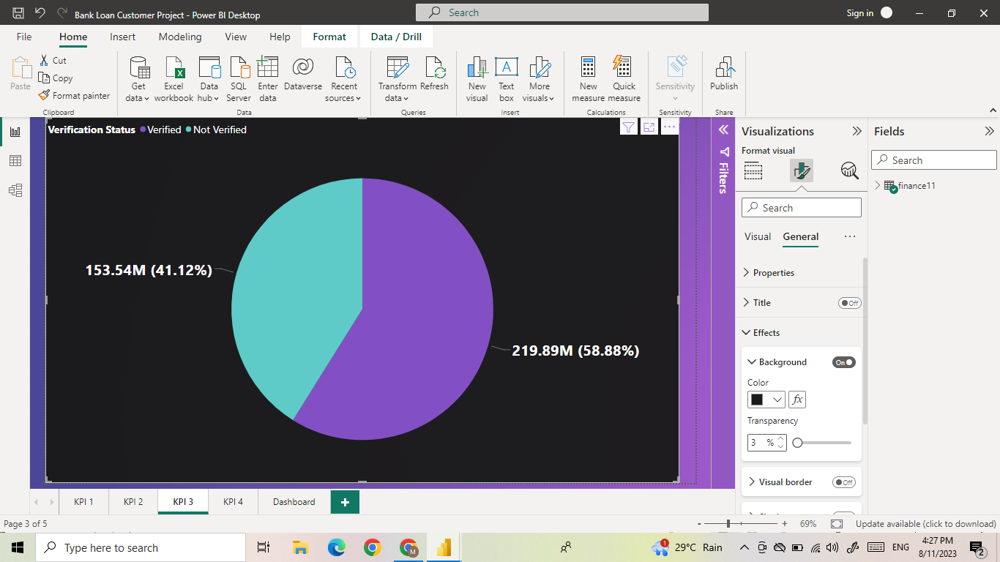 Bank Loan Customer Project - Power BI Desktop
Search
Sign in
File
Home
Insert
Modeling
View
Help
Format
Data / Drill
Paste
Cut
Copy
Format painter
Clipboard
Get
data
Excel
workbook
Data
hub
SQL
Server
Enter
data
Dataverse
Recent
sources
Data
Transform
data
Refresh
Queries
New
visual
Text
box
More
visuals
Insert
New
measure
Quick
measure
Calculations
Sensitivity
Sensitivity
Publish
Share
Verification Status
Verified
Not Verified
153.54M (41.12%)
219.89M (58.88%)
Filters
Visualizations
Format visual
Search
Visual
General
Properties
Title
Off
Effects
Background
On
Color
fx
Transparency
3 %
Visual border
Off
Fields
Search
finance11
KPI 1
KPI 2
KPI 3
KPI 4
Dashboard
+
Page 3 of 5
- + 69%
Update available (click to download)
Type here to search
M
1
29°C Rain
ENG
4:27 PM
8/11/2023
2